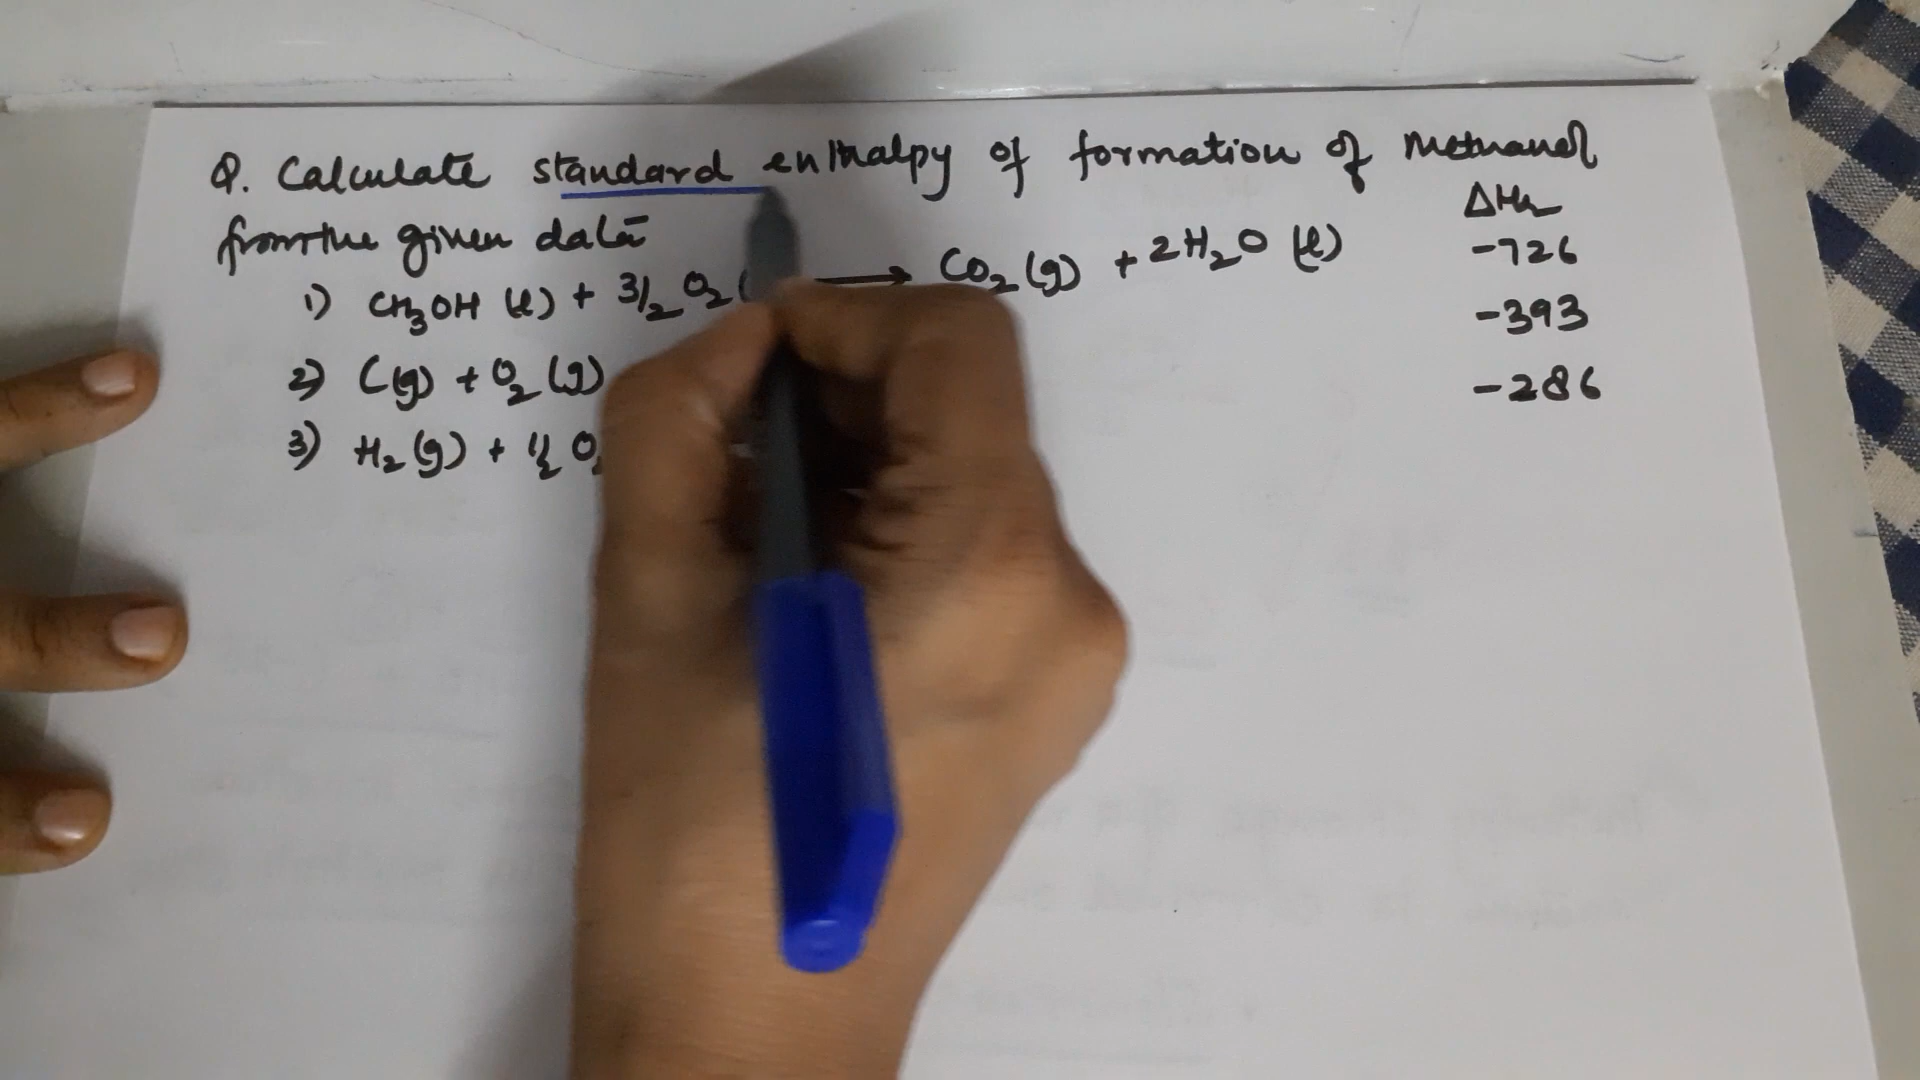 Q. Calculate standard enthalpy of formation of Methanol
from the given data
ΔHr
1) CH3OH (l) + 3/2 O2 ( → CO2 (g) + 2H2O (l) -726
2) C(g) + O2 (g) -393
3) H2 (g) + 1/2 O2 -286